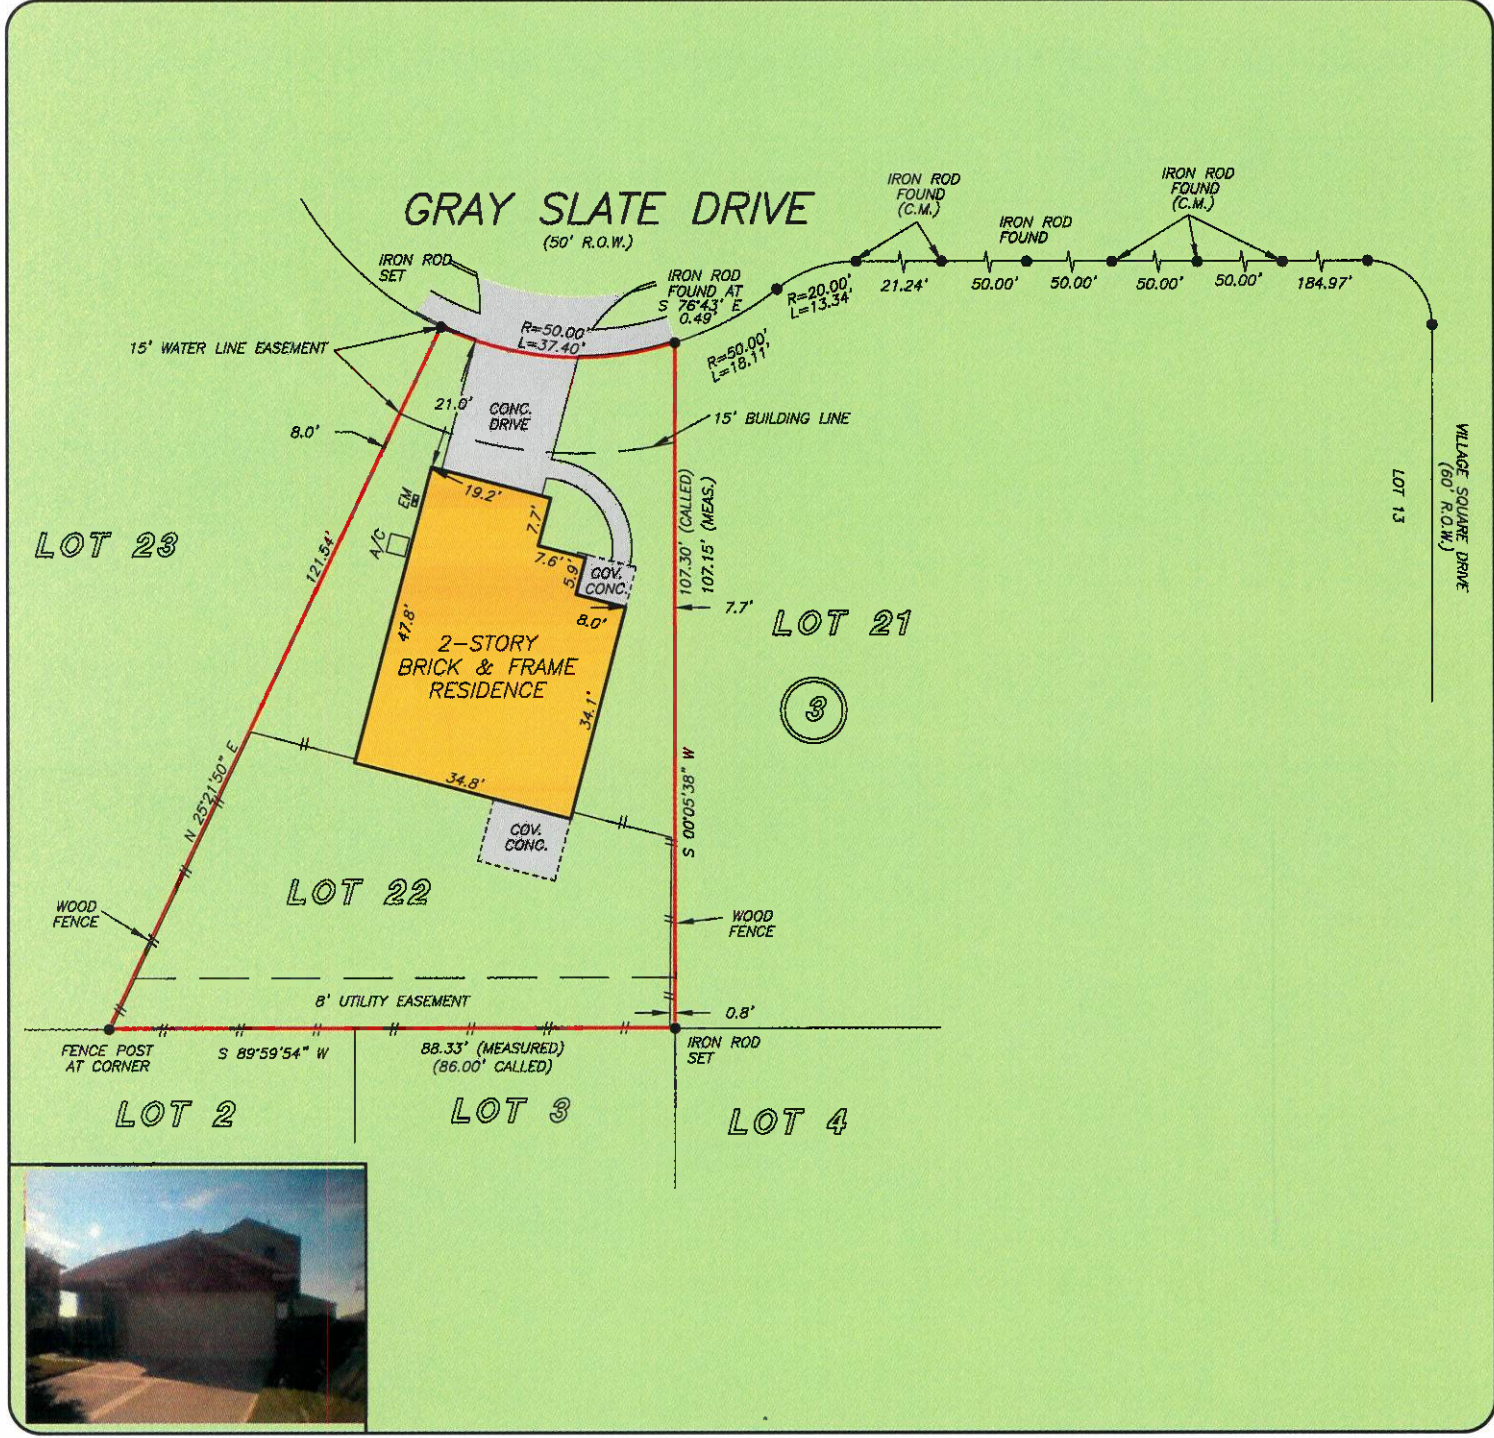 GRAY SLATE DRIVE
(50' R.O.W.)
IRON ROD
SET
IRON ROD
FOUND AT
S 76°43' E
0.49'
IRON ROD
FOUND
(C.M.)
IRON ROD
FOUND
IRON ROD
FOUND
(C.M.)
R=20.00'
L=13.34'
21.24'
50.00'
50.00'
50.00'
50.00'
184.97'
R=50.00'
L=37.40'
R=50.00'
L=18.11'
15' WATER LINE EASEMENT
8.0'
21.0'
CONC.
DRIVE
15' BUILDING LINE
VILLAGE SQUARE DRIVE
(60' R.O.W.)
LOT 13
LOT 23
121.54'
EM
A/C
19.2'
7.7'
7.6'
5.9'
COV.
CONC.
8.0'
107.30' (CALLED)
107.15' (MEAS.)
7.7'
LOT 21
3
47.8'
2-STORY
BRICK & FRAME
RESIDENCE
34.1'
34.8'
COV.
CONC.
N 25°21'50" E
S 00°05'38" W
LOT 22
WOOD
FENCE
WOOD
FENCE
8' UTILITY EASEMENT
0.8'
FENCE POST
AT CORNER
S 89°59'54" W
88.33' (MEASURED)
(86.00' CALLED)
IRON ROD
SET
LOT 2
LOT 3
LOT 4